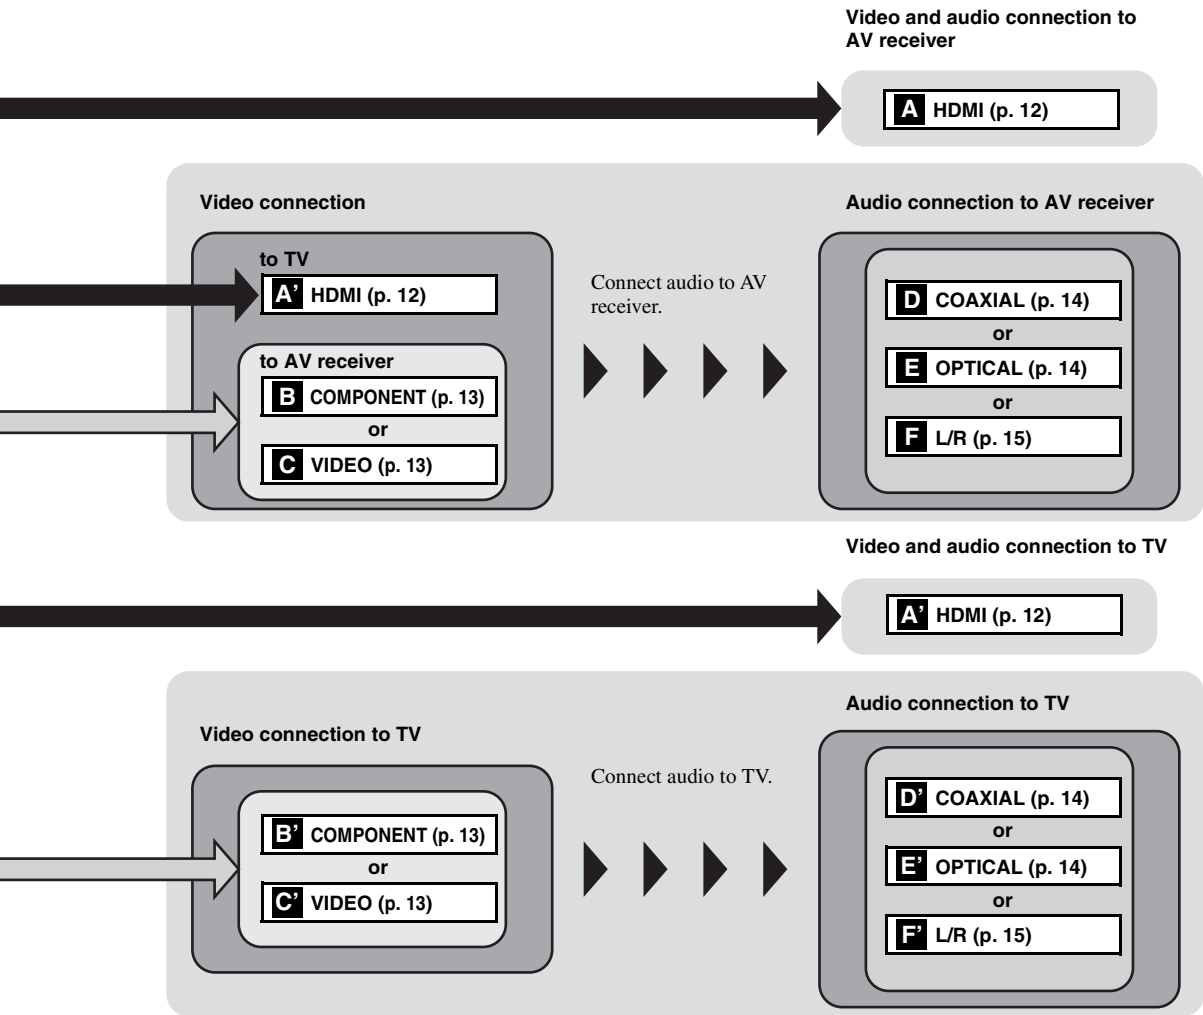 Video and audio connection to
AV receiver
A HDMI (p. 12)
Video connection
Audio connection to AV receiver
to TV
A’ HDMI (p. 12)
to AV receiver
B COMPONENT (p. 13)
or
C VIDEO (p. 13)
Connect audio to AV
receiver.
D COAXIAL (p. 14)
or
E OPTICAL (p. 14)
or
F L/R (p. 15)
Video and audio connection to TV
A’ HDMI (p. 12)
Video connection to TV
Audio connection to TV
B’ COMPONENT (p. 13)
or
C’ VIDEO (p. 13)
Connect audio to TV.
D’ COAXIAL (p. 14)
or
E’ OPTICAL (p. 14)
or
F’ L/R (p. 15)